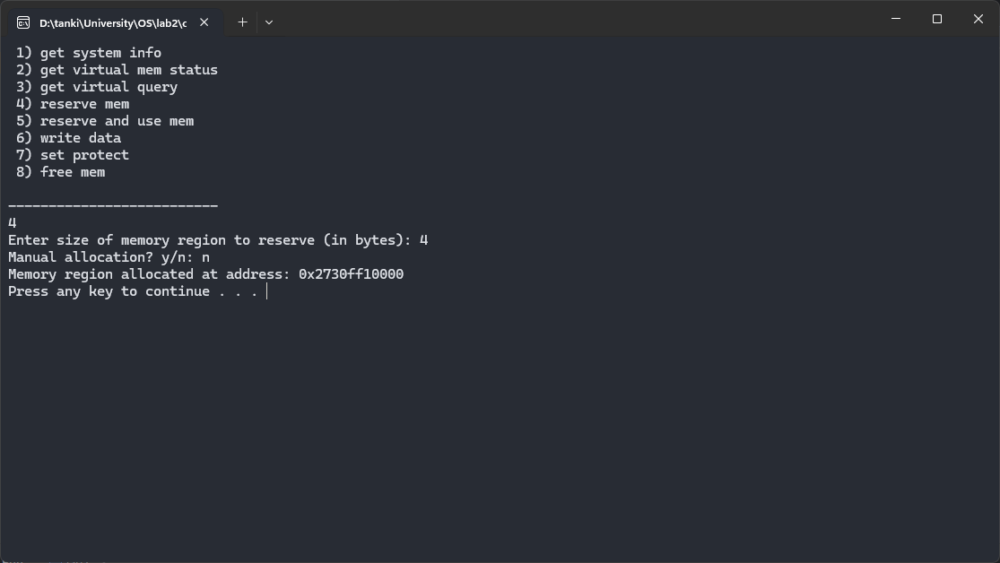 D:\tanki\University\OS\lab2\c
1) get system info
2) get virtual mem status
3) get virtual query
4) reserve mem
5) reserve and use mem
6) write data
7) set protect
8) free mem
--------------------------
4
Enter size of memory region to reserve (in bytes): 4
Manual allocation? y/n: n
Memory region allocated at address: 0x2730ff10000
Press any key to continue . . .